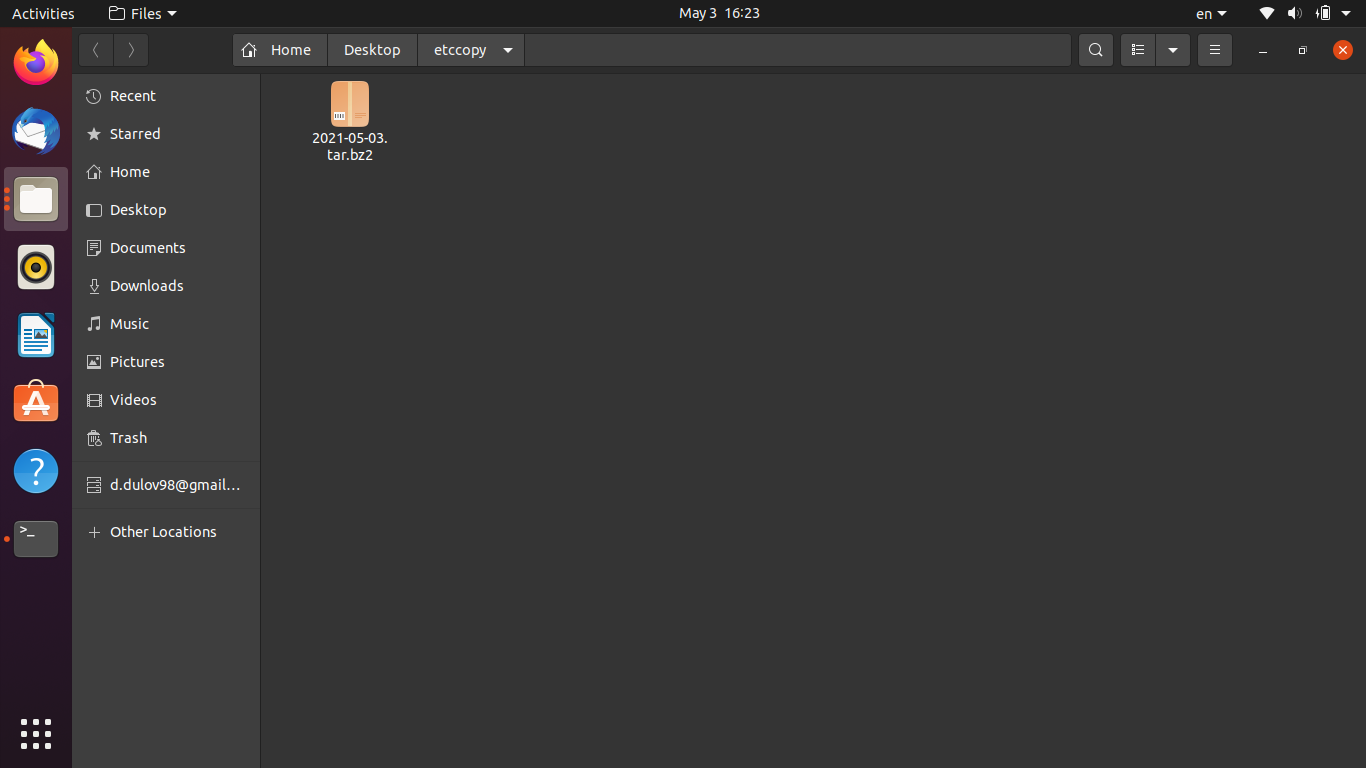 Activities
Files
May 3 16:23
en
Home
Desktop
etccopy
Recent
Starred
Home
Desktop
Documents
Downloads
Music
Pictures
Videos
Trash
d.dulov98@gmail…
Other Locations
2021-05-03.
tar.bz2